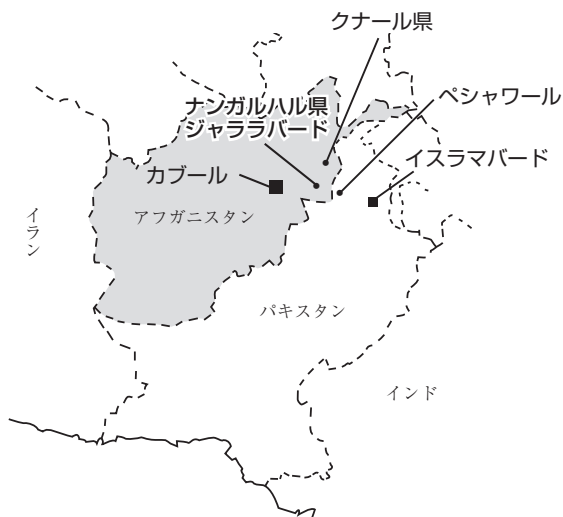 クナール県
ナンガルハル県
ジャララバード
ペシャワール
イスラマバード
カブール
アフガニスタン
イラン
パキスタン
インド